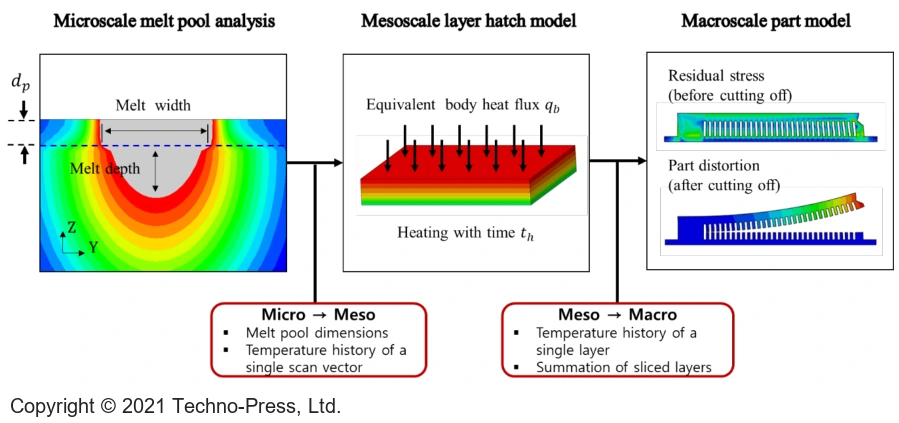 Microscale melt pool analysis
Mesoscale layer hatch model
Macroscale part model
d_p
Melt width
Melt depth
Z
Y
Equivalent body heat flux q_b
Heating with time t_h
Residual stress
(before cutting off)
Part distortion
(after cutting off)
Micro → Meso
▪ Melt pool dimensions
▪ Temperature history of a
single scan vector
Meso → Macro
▪ Temperature history of a
single layer
▪ Summation of sliced layers
Copyright © 2021 Techno-Press, Ltd.